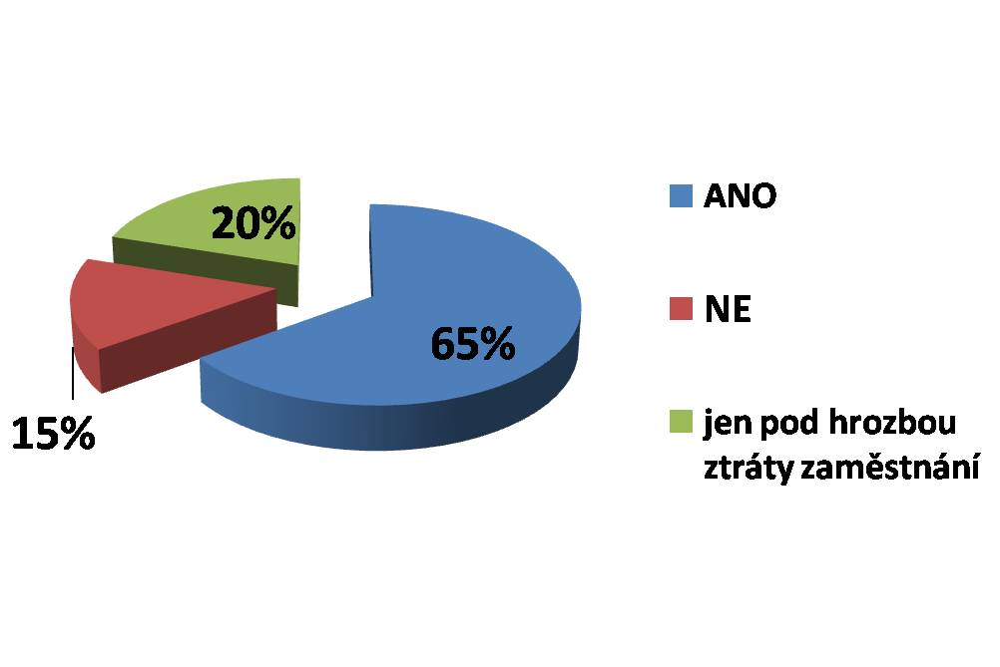 20%
65%
15%
ANO
NE
jen pod hrozbou
ztráty zaměstnání